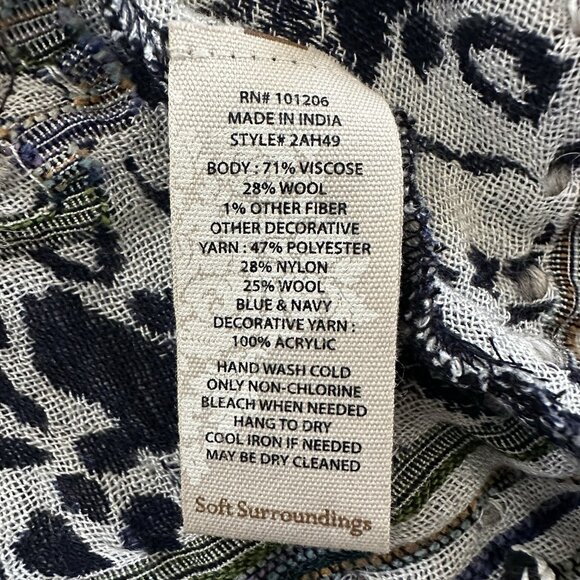 RN# 101206
MADE IN INDIA
STYLE# 2AH49
BODY : 71% VISCOSE
28% WOOL
1% OTHER FIBER
OTHER DECORATIVE
YARN : 47% POLYESTER
28% NYLON
25% WOOL
BLUE & NAVY
DECORATIVE YARN :
100% ACRYLIC
HAND WASH COLD
ONLY NON-CHLORINE
BLEACH WHEN NEEDED
HANG TO DRY
COOL IRON IF NEEDED
MAY BE DRY CLEANED
Soft Surroundings